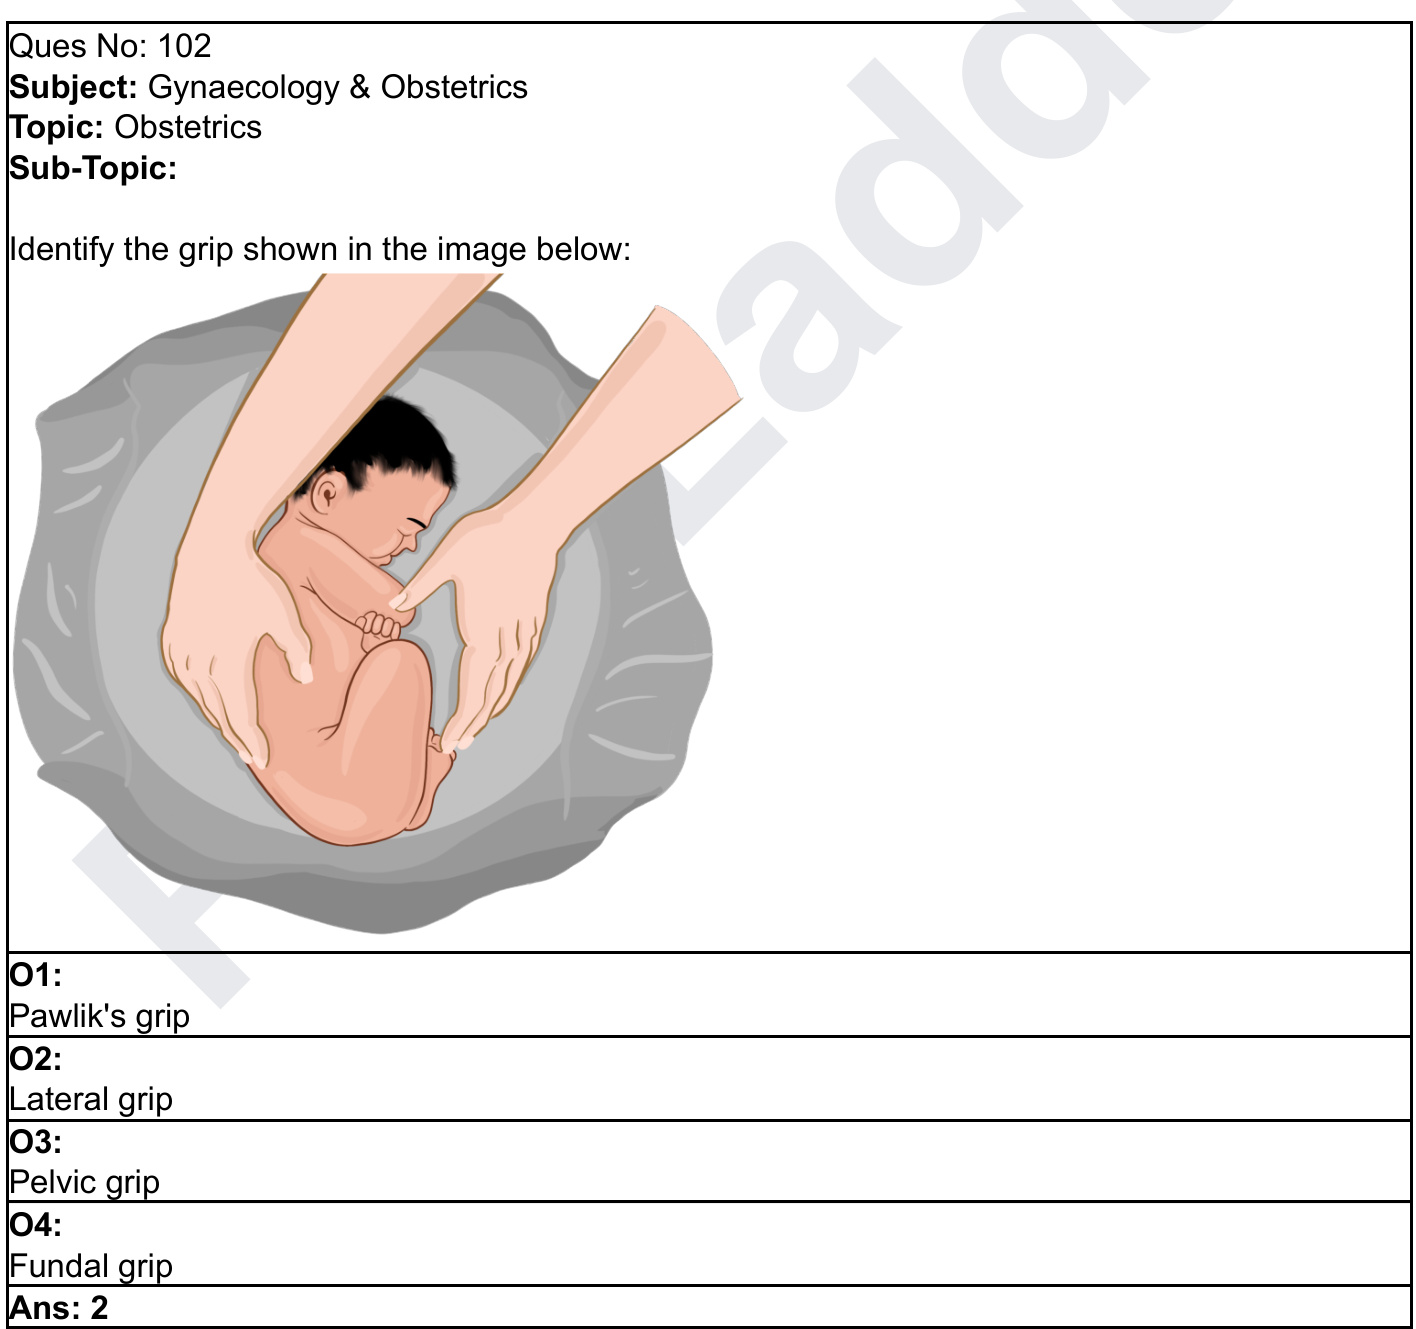 Ques No: 102
Subject: Gynaecology & Obstetrics
Topic: Obstetrics
Sub-Topic:
Identify the grip shown in the image below:
O1:
Pawlik's grip
O2:
Lateral grip
O3:
Pelvic grip
O4:
Fundal grip
Ans: 2